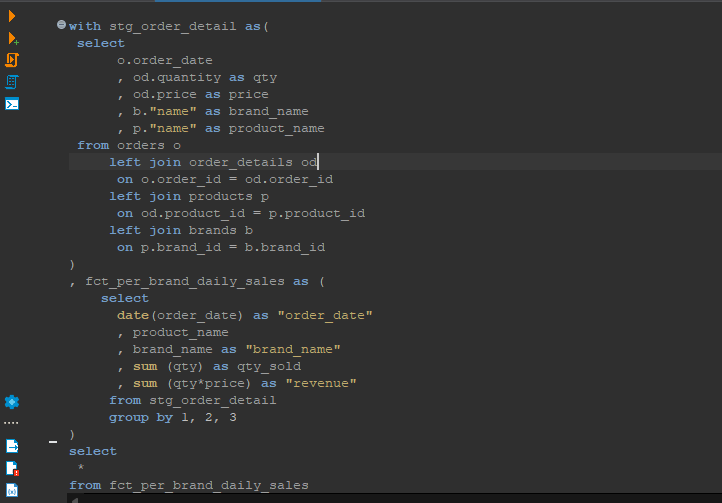 with stg_order_detail as(
select
o.order_date
, od.quantity as qty
, od.price as price
, b."name" as brand_name
, p."name" as product_name
from orders o
left join order_details od
on o.order_id = od.order_id
left join products p
on od.product_id = p.product_id
left join brands b
on p.brand_id = b.brand_id
)
, fct_per_brand_daily_sales as (
select
date(order_date) as "order_date"
, product_name
, brand_name as "brand_name"
, sum (qty) as qty_sold
, sum (qty*price) as "revenue"
from stg_order_detail
group by 1, 2, 3
)
select
*
from fct_per_brand_daily_sales